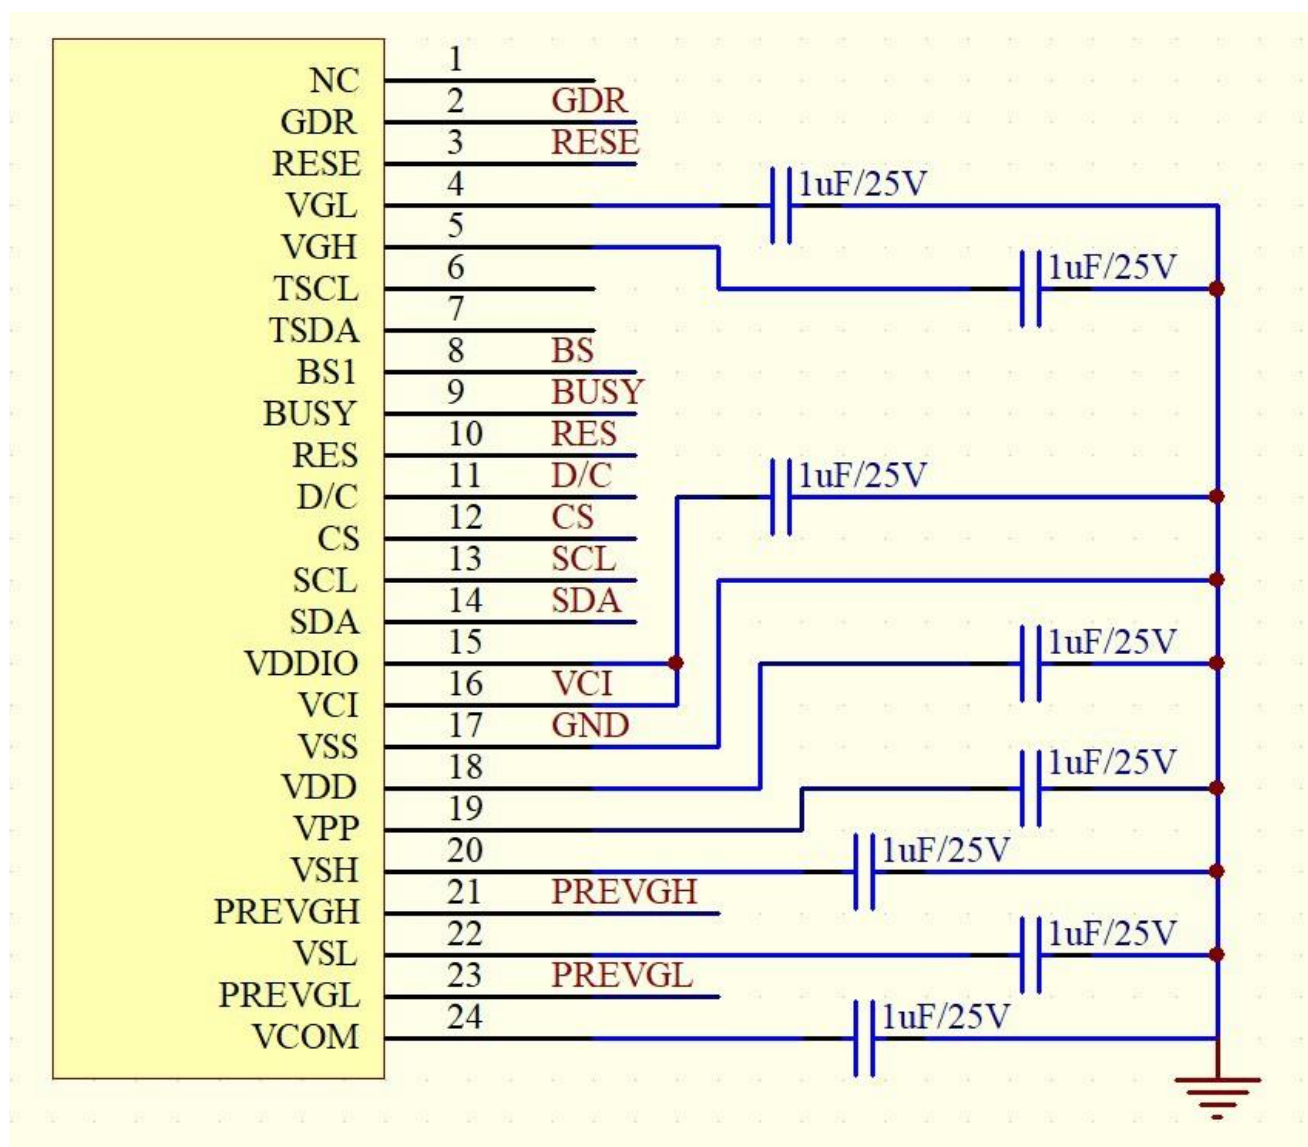 1
NC
2 GDR
GDR
3 RESE
RESE
4 1uF/25V
VGL
5
VGH
6 1uF/25V
TSCL
7
TSDA
8 BS
BS1
9 BUSY
BUSY
10 RES
RES
11 D/C 1uF/25V
D/C
12 CS
CS
13 SCL
SCL
14 SDA
SDA
15 1uF/25V
VDDIO
16 VCI
VCI
17 GND
VSS
18 1uF/25V
VDD
19
VPP
20 1uF/25V
VSH
21 PREVGH
PREVGH
22 1uF/25V
VSL
23 PREVGL
PREVGL
24 1uF/25V
VCOM